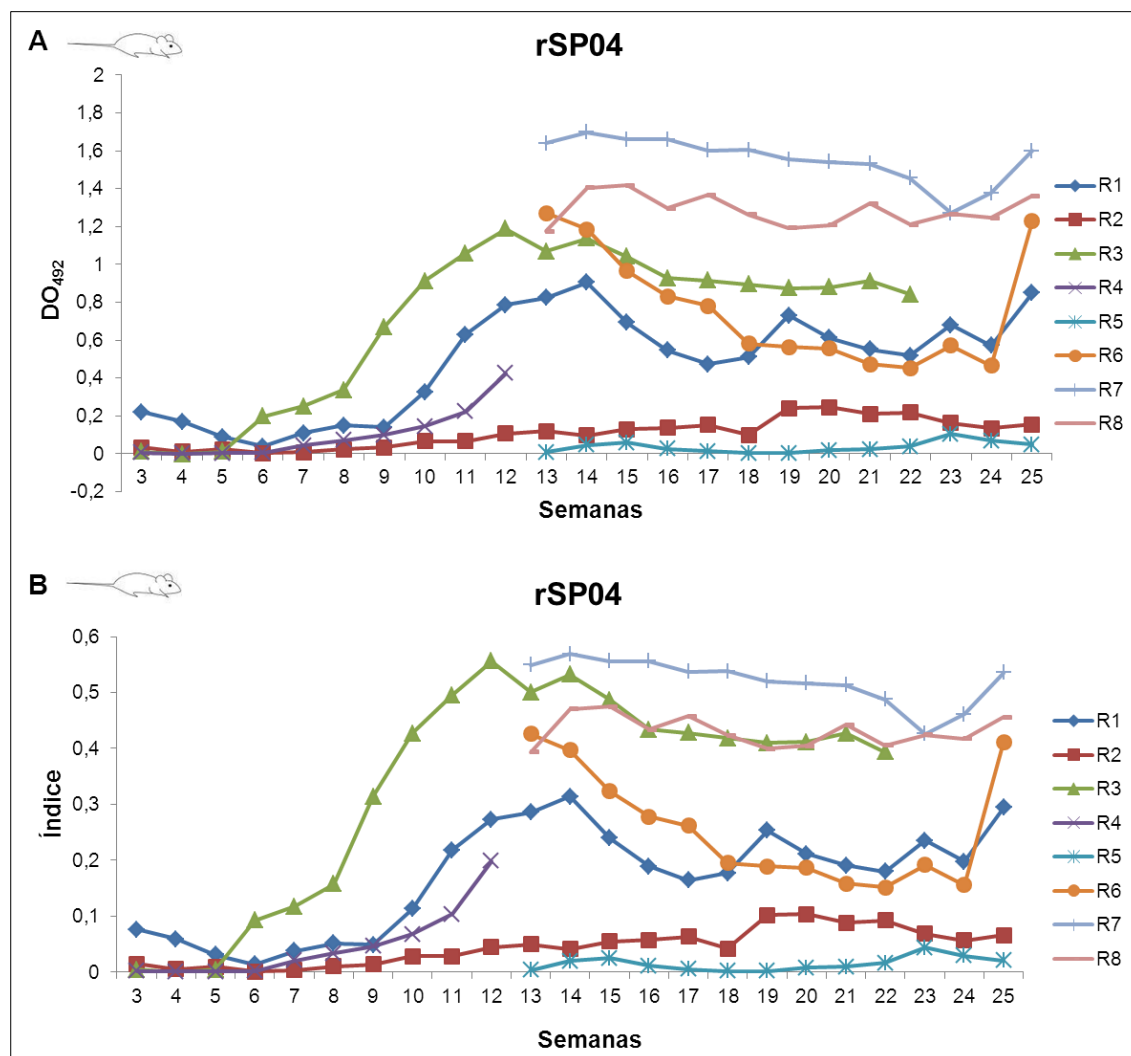 A
rSP04
2
1,8
1,6
1,4
1,2
1
0,8
0,6
0,4
0,2
0
-0,2
DO492
3 4 5 6 7 8 9 10 11 12 13 14 15 16 17 18 19 20 21 22 23 24 25
Semanas
R1
R2
R3
R4
R5
R6
R7
R8
B
rSP04
0,6
0,5
0,4
0,3
0,2
0,1
0
Índice
3 4 5 6 7 8 9 10 11 12 13 14 15 16 17 18 19 20 21 22 23 24 25
Semanas
R1
R2
R3
R4
R5
R6
R7
R8